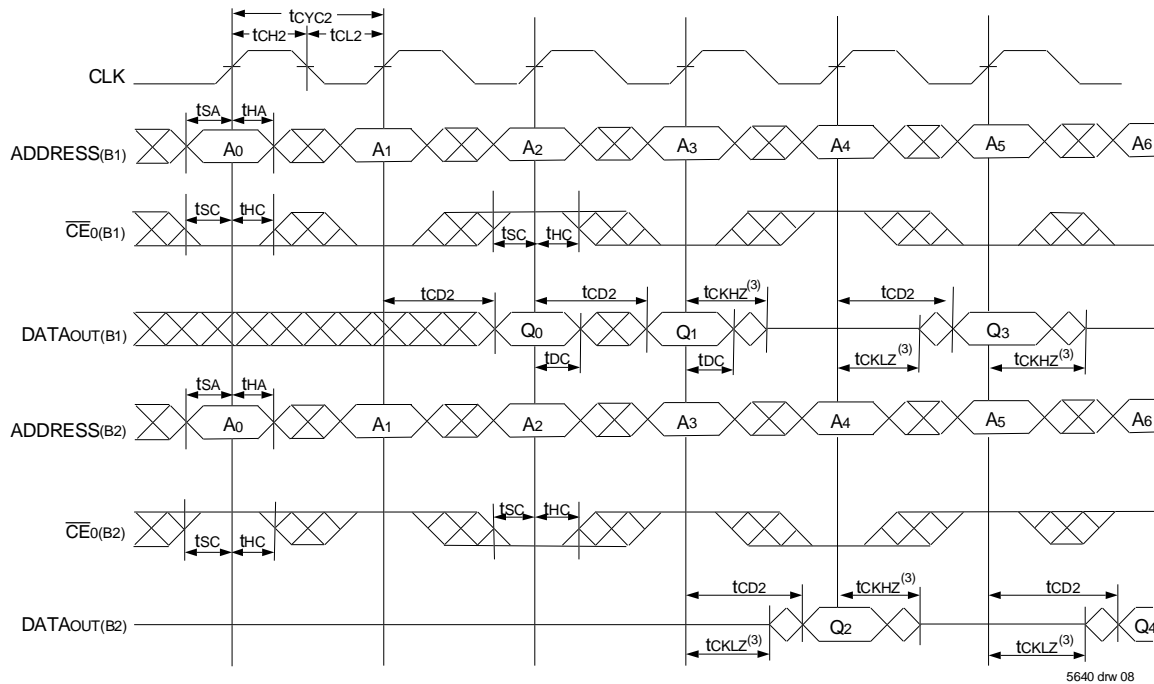 tCYC2
tCH2 tCL2
CLK
tSA tHA
ADDRESS(B1) A0 A1 A2 A3 A4 A5 A6
tSC tHC
CE0(B1)
tSC tHC
tCD2 tCD2 tCKHZ(3) tCD2
DATAOUT(B1) Q0 Q1 Q3
tDC tDC tCKLZ(3) tCKHZ(3)
tSA tHA
ADDRESS(B2) A0 A1 A2 A3 A4 A5 A6
tSC tHC
CE0(B2)
tSC tHC
tCD2 tCKHZ(3) tCD2
DATAOUT(B2) Q2 Q4
tCKLZ(3) tCKLZ(3)
5640 drw 08